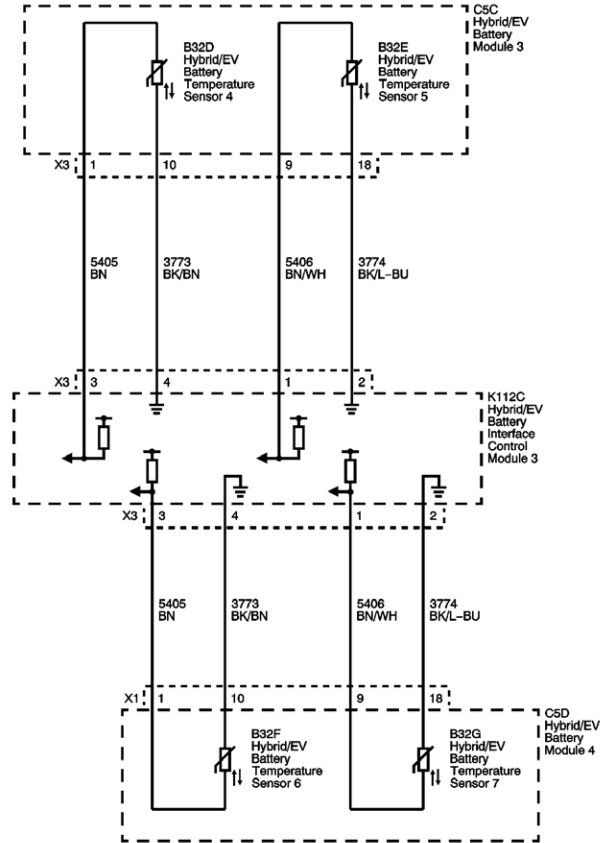 C5C
Hybrid/EV
Battery
Module 3
B32D
Hybrid/EV
Battery
Temperature
Sensor 4
B32E
Hybrid/EV
Battery
Temperature
Sensor 5
X3 1 10 9 18
5405
BN
3773
BK/BN
5406
BN/WH
3774
BK/L-BU
X3 3 4 1 2
K112C
Hybrid/EV
Battery
Interface
Control
Module 3
X3 3 4 1 2
5405
BN
3773
BK/BN
5406
BN/WH
3774
BK/L-BU
X1 1 10 9 18
C5D
Hybrid/EV
Battery
Module 4
B32F
Hybrid/EV
Battery
Temperature
Sensor 6
B32G
Hybrid/EV
Battery
Temperature
Sensor 7